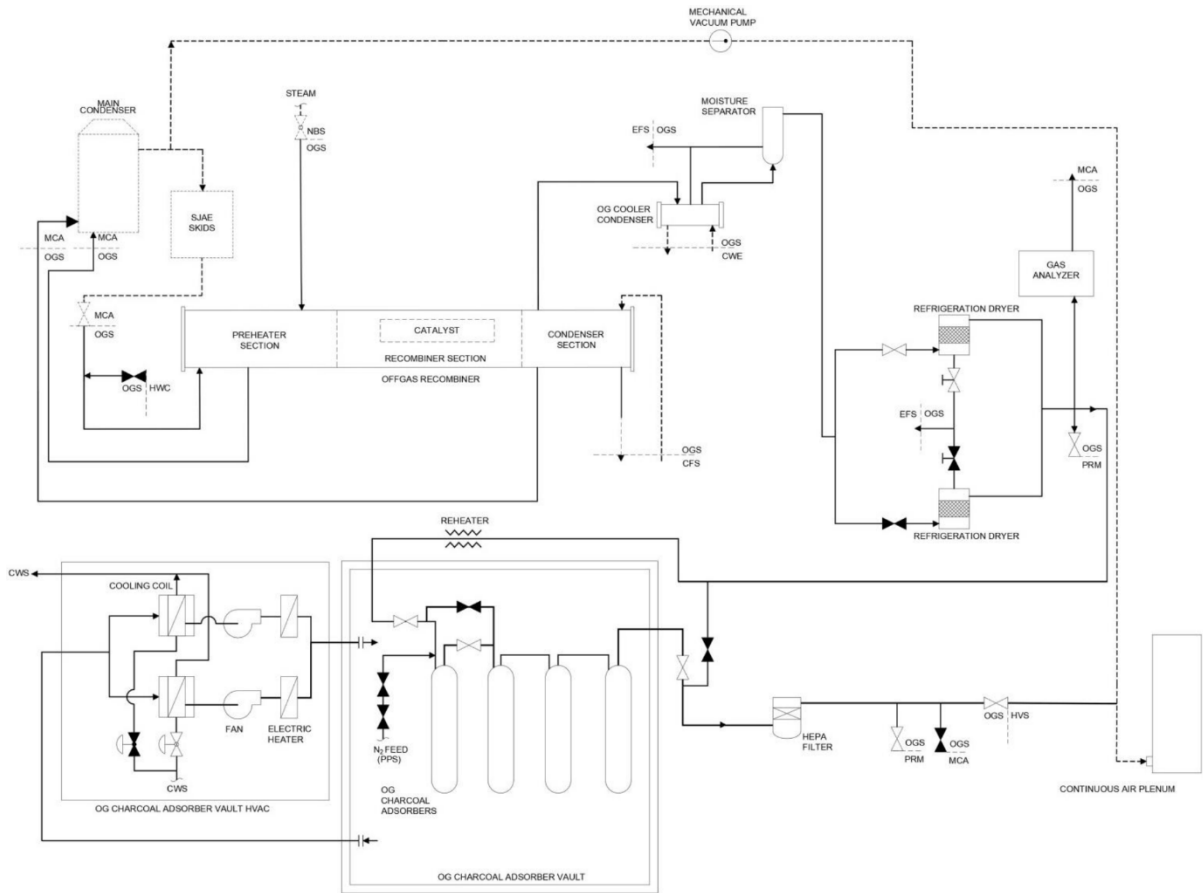 MECHANICAL
VACUUM PUMP
MAIN
CONDENSER
STEAM
NBS
OGS
MOISTURE
SEPARATOR
EFS OGS
MCA
OGS
SJAE
SKIDS
OG COOLER
CONDENSER
OGS
CWE
MCA
OGS
MCA
OGS
GAS
ANALYZER
MCA
OGS
REFRIGERATION DRYER
PREHEATER
SECTION
CATALYST
RECOMBINER SECTION
CONDENSER
SECTION
OFFGAS RECOMBINER
OGS HWC
EFS OGS
OGS
PRM
OGS
CFS
REFRIGERATION DRYER
REHEATER
CWS
COOLING COIL
FAN
ELECTRIC
HEATER
CWS
OG CHARCOAL ADSORBER VAULT HVAC
N2 FEED
(PPS)
OG
CHARCOAL
ADSORBERS
OG CHARCOAL ADSORBER VAULT
HEPA
FILTER
OGS
PRM
OGS
MCA
OGS HVS
CONTINUOUS AIR PLENUM